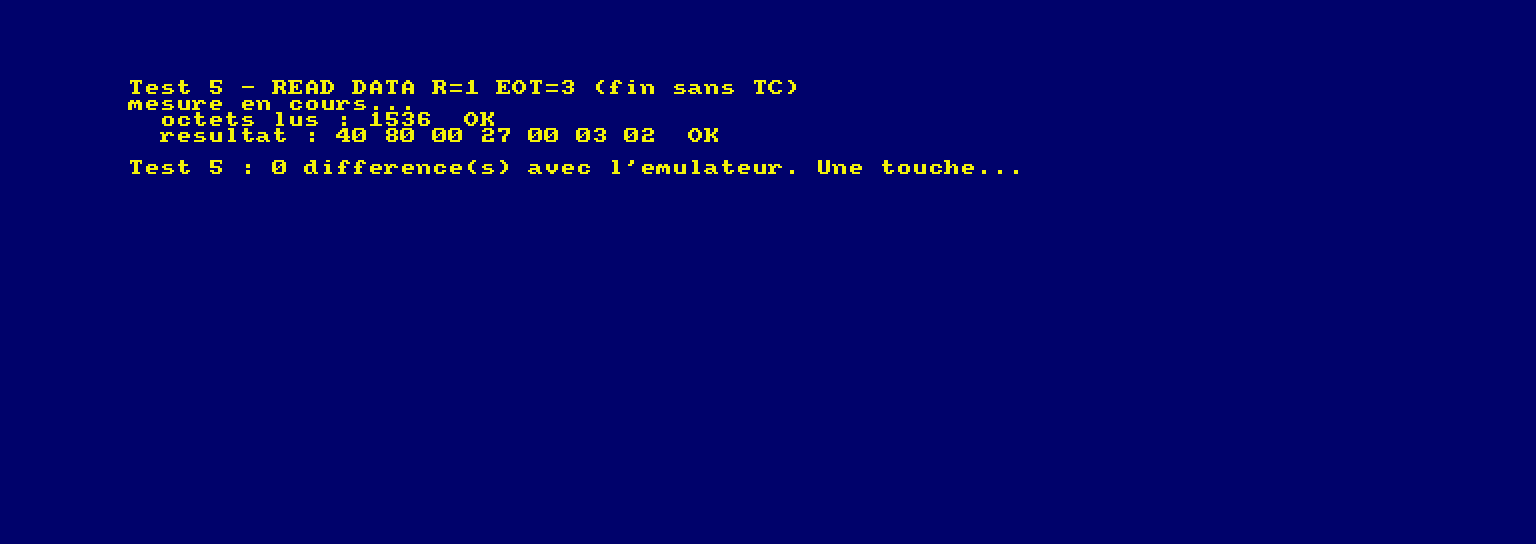 Test 5 - READ DATA R=1 EOT=3 (fin sans TC)
mesure en cours...
octets lus : 1536  OK
resultat : 40 80 00 27 00 03 02  OK
Test 5 : 0 difference(s) avec l'emulateur. Une touche...